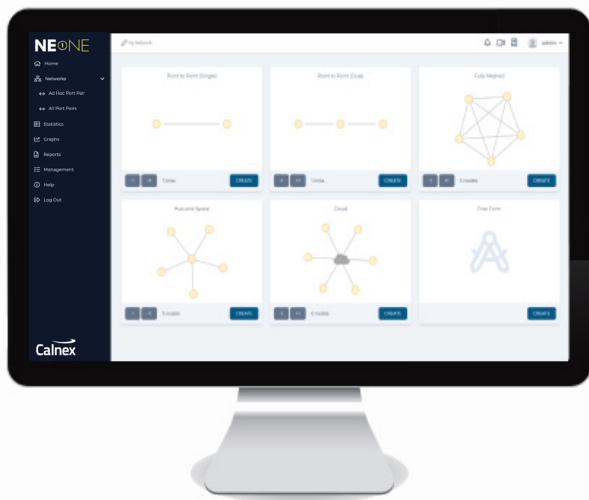 NEONE
Home
Networks
Ad Hoc Port Pair
All Port Pairs
Statistics
Graphs
Reports
Management
Help
Log Out
Calnex
My Network
admin
Point to Point (Single)
Point to Point (Dual)
Fully Meshed
CREATE
CREATE
5 nodes
CREATE
Hub and Spoke
Cloud
Free Form
CREATE
CREATE
CREATE